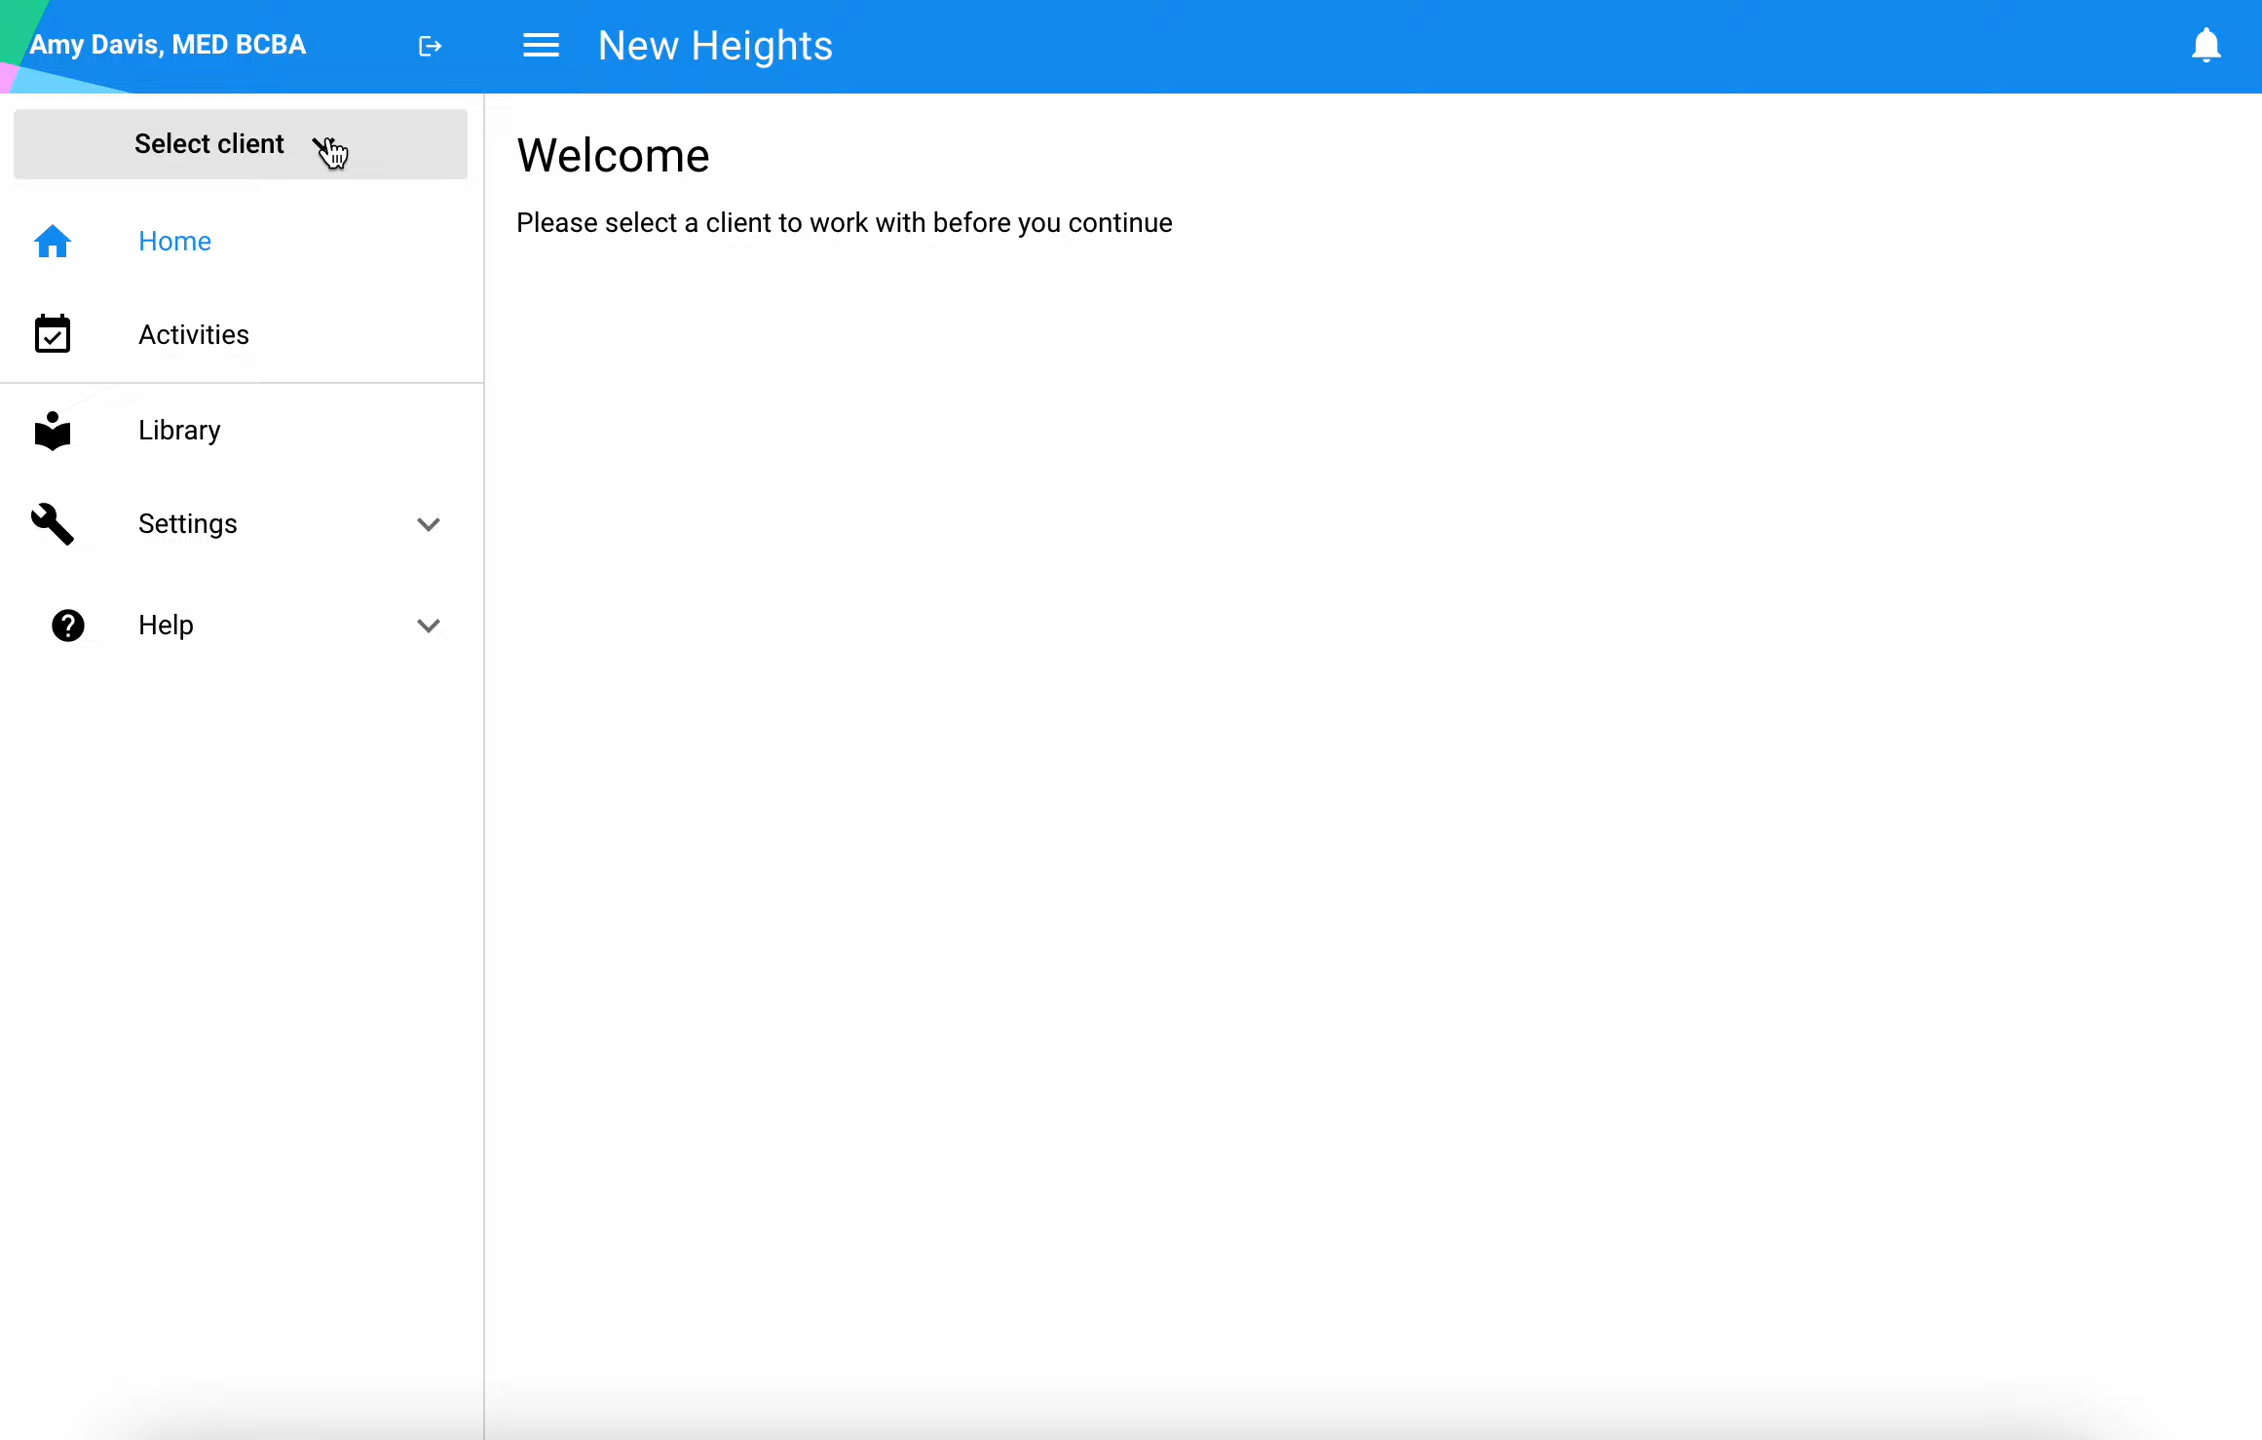 Amy Davis, MED BCBA
New Heights
Select client
Home
Activities
Library
Settings
Help
Welcome
Please select a client to work with before you continue